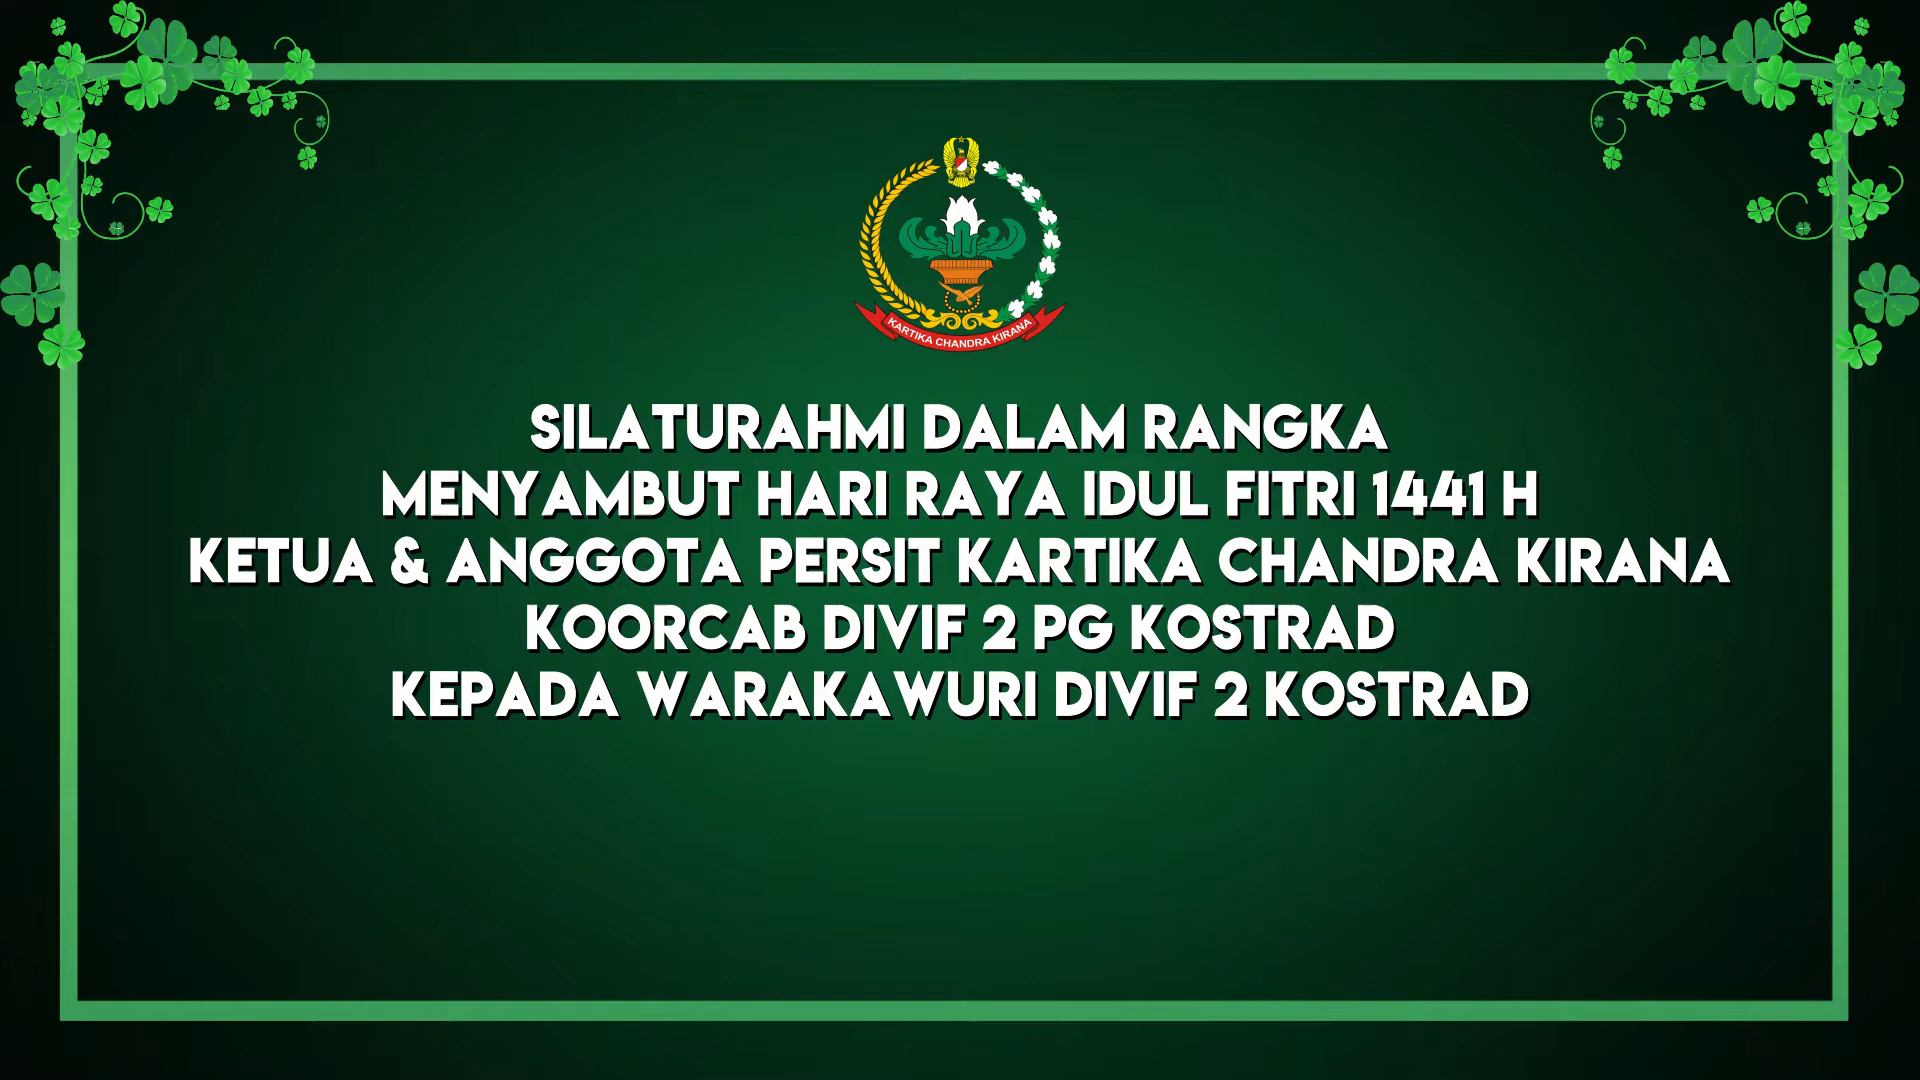 KARTIKA CHANDRA KIRANA
SILATURAHMI DALAM RANGKA
MENYAMBUT HARI RAYA IDUL FITRI 1441 H
KETUA & ANGGOTA PERSIT KARTIKA CHANDRA KIRANA
KOORCAB DIVIF 2 PG KOSTRAD
KEPADA WARAKAWURI DIVIF 2 KOSTRAD